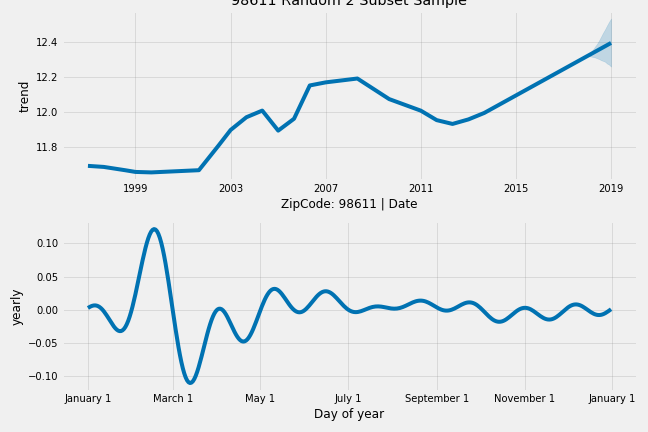 98611 Random 2 Subset Sample
12.4
12.2
12.0
11.8
trend
1999 2003 2007 2011 2015 2019
ZipCode: 98611 | Date
0.10
0.05
0.00
−0.05
−0.10
yearly
January 1 March 1 May 1 July 1 September 1 November 1 January 1
Day of year